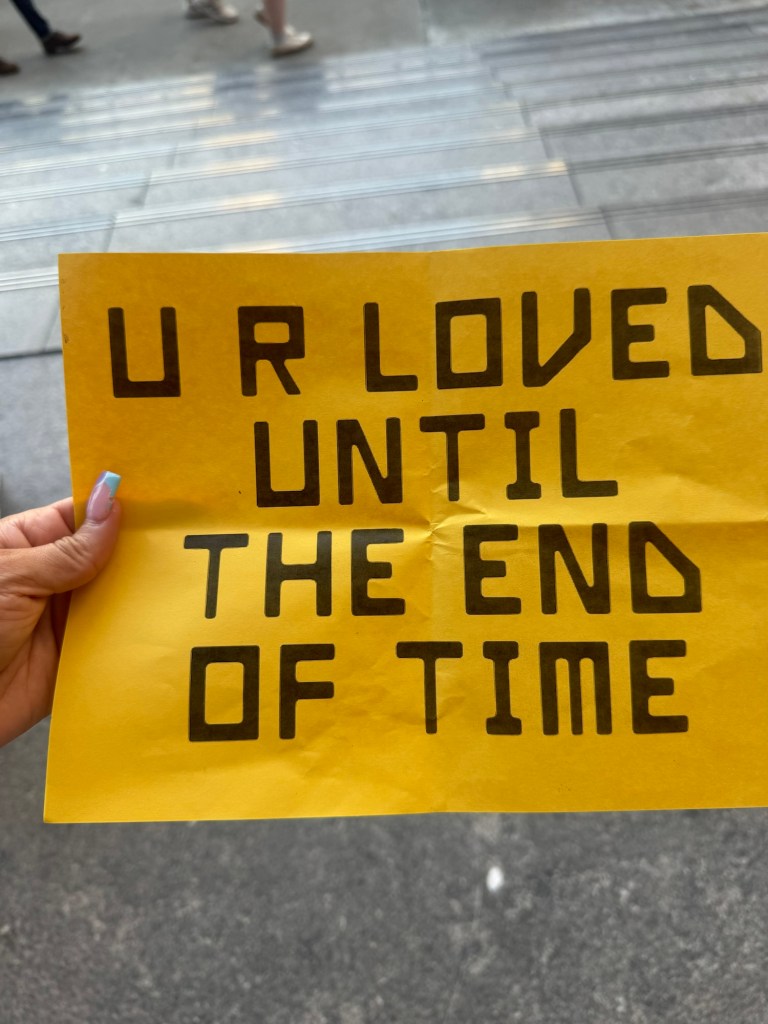 U R LOVED
UNTIL
THE END
OF TIME